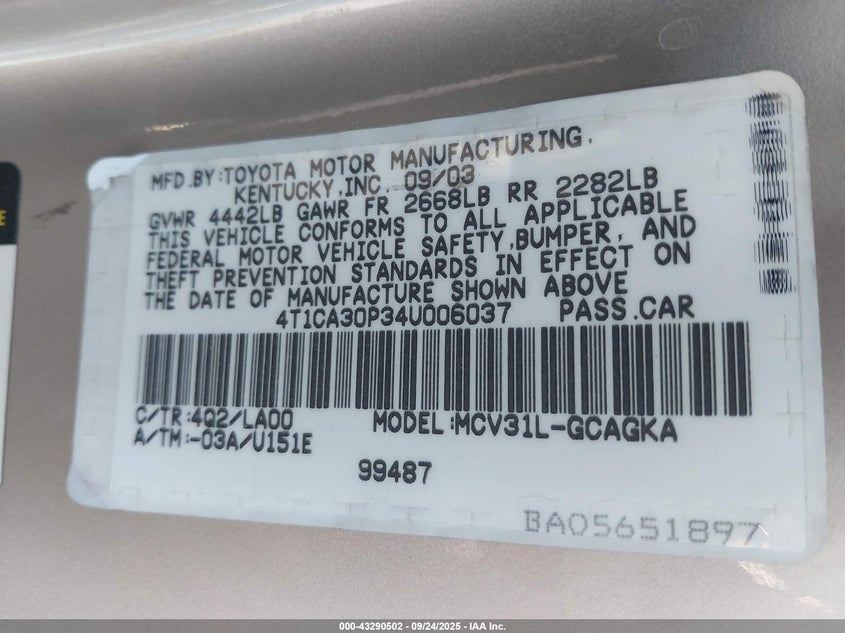 MFD.BY:TOYOTA MOTOR MANUFACTURING,
KENTUCKY,INC. 09/03
GVWR 4442LB GAWR FR 2668LB RR 2282LB
THIS VEHICLE CONFORMS TO ALL APPLICABLE
FEDERAL MOTOR VEHICLE SAFETY,BUMPER, AND
THEFT PREVENTION STANDARDS IN EFFECT ON
THE DATE OF MANUFACTURE SHOWN ABOVE
4T1CA30P34U006037 PASS.CAR
C/TR:4Q2/LA00 MODEL:MCV31L-GCAGKA
A/TM:-03A/U151E
99487
BA05651897
000-43290502 - 09/24/2025 - IAA Inc.